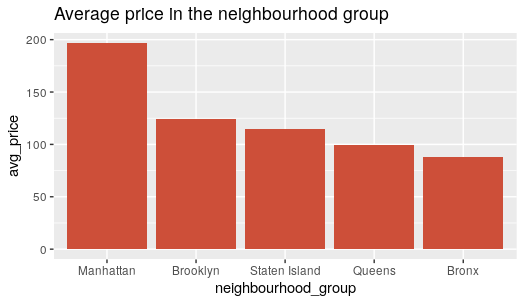 Average price in the neighbourhood group
200
150
100
50
0
avg_price
Manhattan Brooklyn Staten Island Queens Bronx
neighbourhood_group